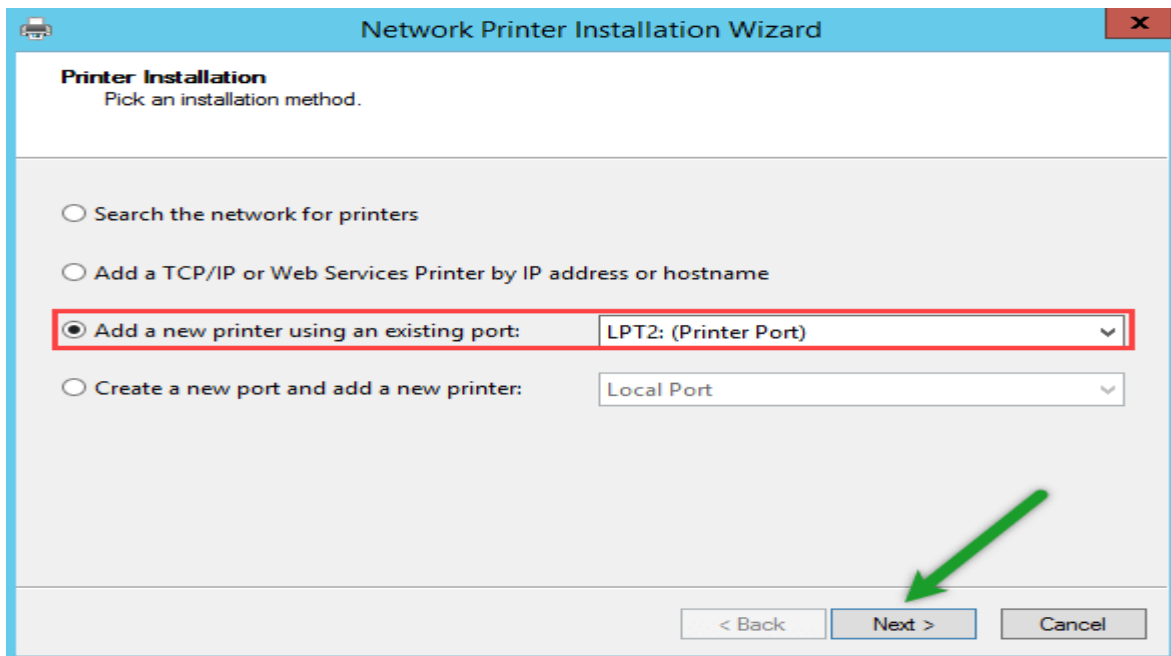 Network Printer Installation Wizard
x
Printer Installation
Pick an installation method.
Search the network for printers
Add a TCP/IP or Web Services Printer by IP address or hostname
Add a new printer using an existing port: LPT2: (Printer Port)
Create a new port and add a new printer: Local Port
< Back Next > Cancel